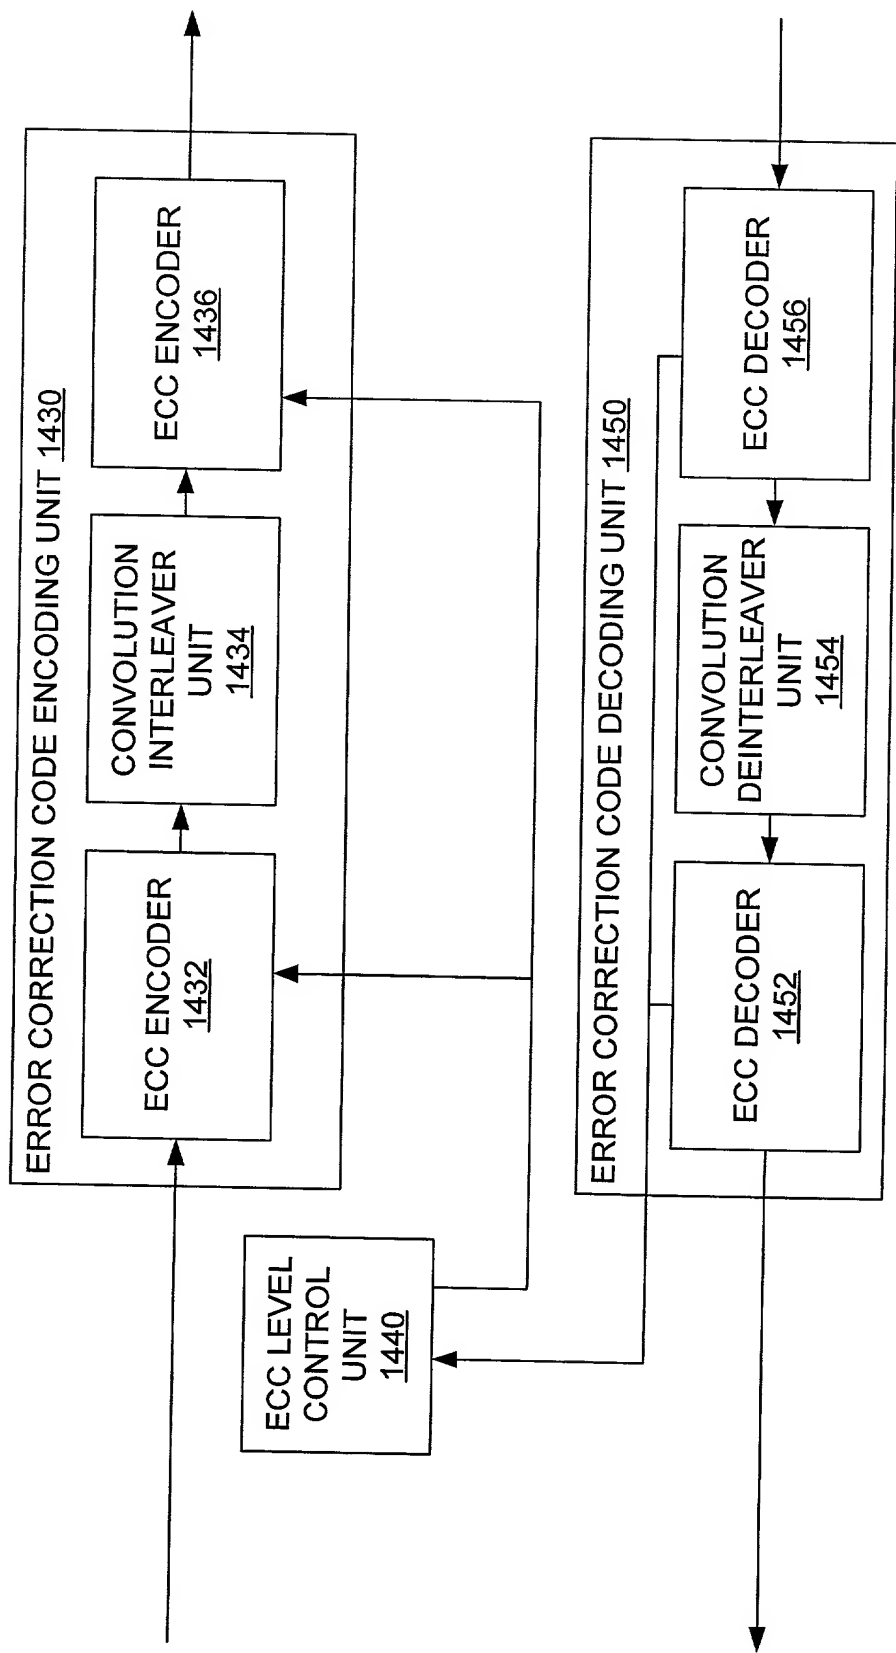 ERROR CORRECTION CODE ENCODING UNIT 1430
ECC ENCODER
1432
CONVOLUTION
INTERLEAVER
UNIT
1434
ECC ENCODER
1436
ECC LEVEL
CONTROL
UNIT
1440
ERROR CORRECTION CODE DECODING UNIT 1450
ECC DECODER
1452
CONVOLUTION
DEINTERLEAVER
UNIT
1454
ECC DECODER
1456